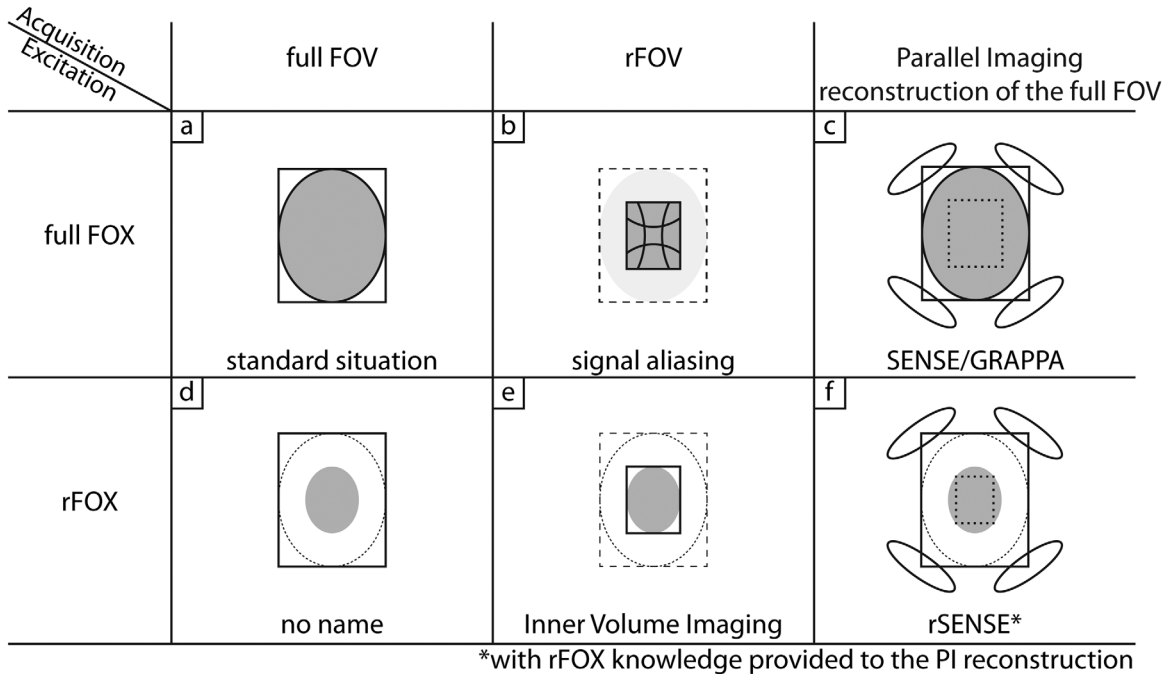 Acquisition
Excitation
full FOV
rFOV
Parallel Imaging
reconstruction of the full FOV
full FOX
a
b
c
standard situation
signal aliasing
SENSE/GRAPPA
rFOX
d
e
f
no name
Inner Volume Imaging
rSENSE*
*with rFOX knowledge provided to the PI reconstruction